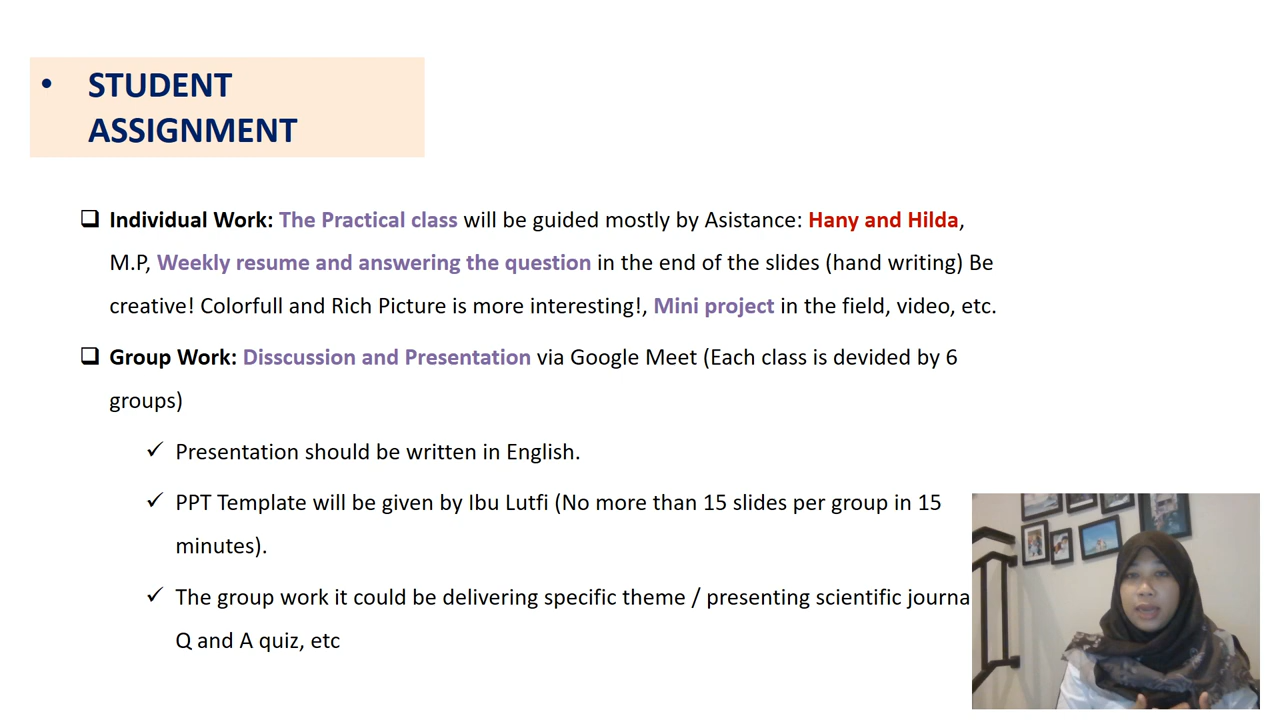 • STUDENT
ASSIGNMENT
❑ Individual Work: The Practical class will be guided mostly by Asistance: Hany and Hilda,
M.P, Weekly resume and answering the question in the end of the slides (hand writing) Be
creative! Colorfull and Rich Picture is more interesting!, Mini project in the field, video, etc.
❑ Group Work: Disscussion and Presentation via Google Meet (Each class is devided by 6
groups)
✓ Presentation should be written in English.
✓ PPT Template will be given by Ibu Lutfi (No more than 15 slides per group in 15
minutes).
✓ The group work it could be delivering specific theme / presenting scientific journa
Q and A quiz, etc